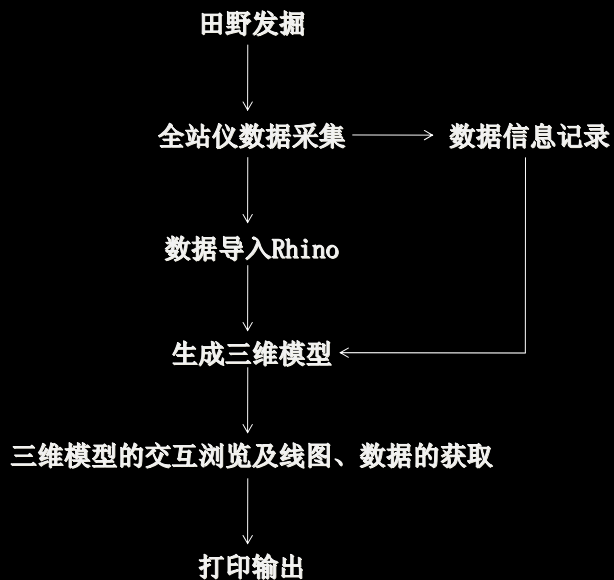 田野发掘
全站仪数据采集
数据信息记录
数据导入Rhino
生成三维模型
三维模型的交互浏览及线图、数据的获取
打印输出